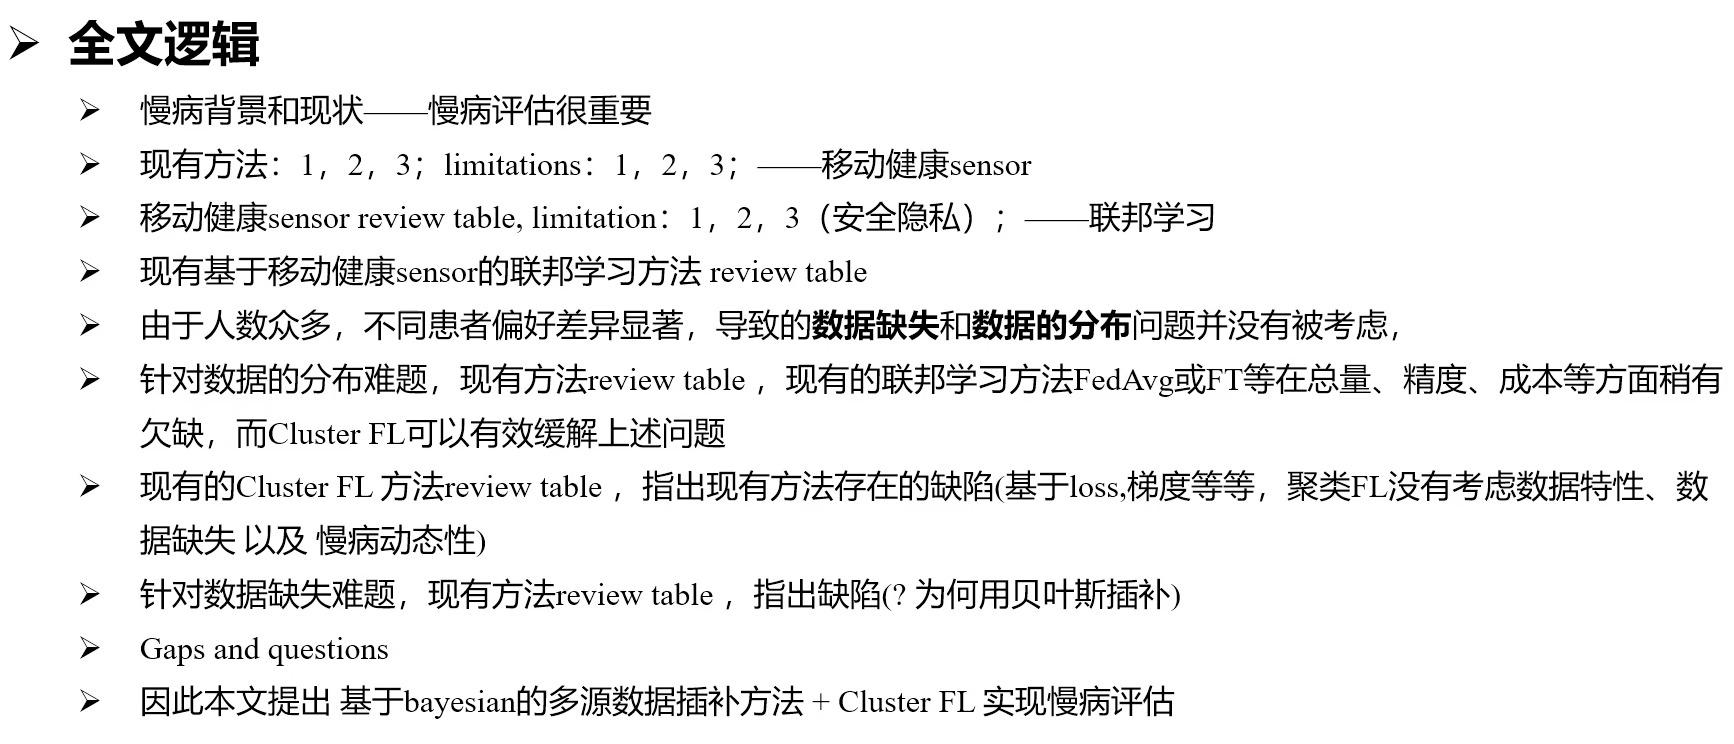 全文逻辑
慢病背景和现状——慢病评估很重要
现有方法：1，2，3；limitations：1，2，3；——移动健康sensor
移动健康sensor review table, limitation：1，2，3（安全隐私）；——联邦学习
现有基于移动健康sensor的联邦学习方法 review table
由于人数众多，不同患者偏好差异显著，导致的数据缺失和数据的分布问题并没有被考虑，
针对数据的分布难题，现有方法review table ，现有的联邦学习方法FedAvg或FT等在总量、精度、成本等方面稍有
欠缺，而Cluster FL可以有效缓解上述问题
现有的Cluster FL 方法review table ，指出现有方法存在的缺陷(基于loss,梯度等等，聚类FL没有考虑数据特性、数
据缺失 以及 慢病动态性)
针对数据缺失难题，现有方法review table ，指出缺陷(? 为何用贝叶斯插补)
Gaps and questions
因此本文提出 基于bayesian的多源数据插补方法 + Cluster FL 实现慢病评估